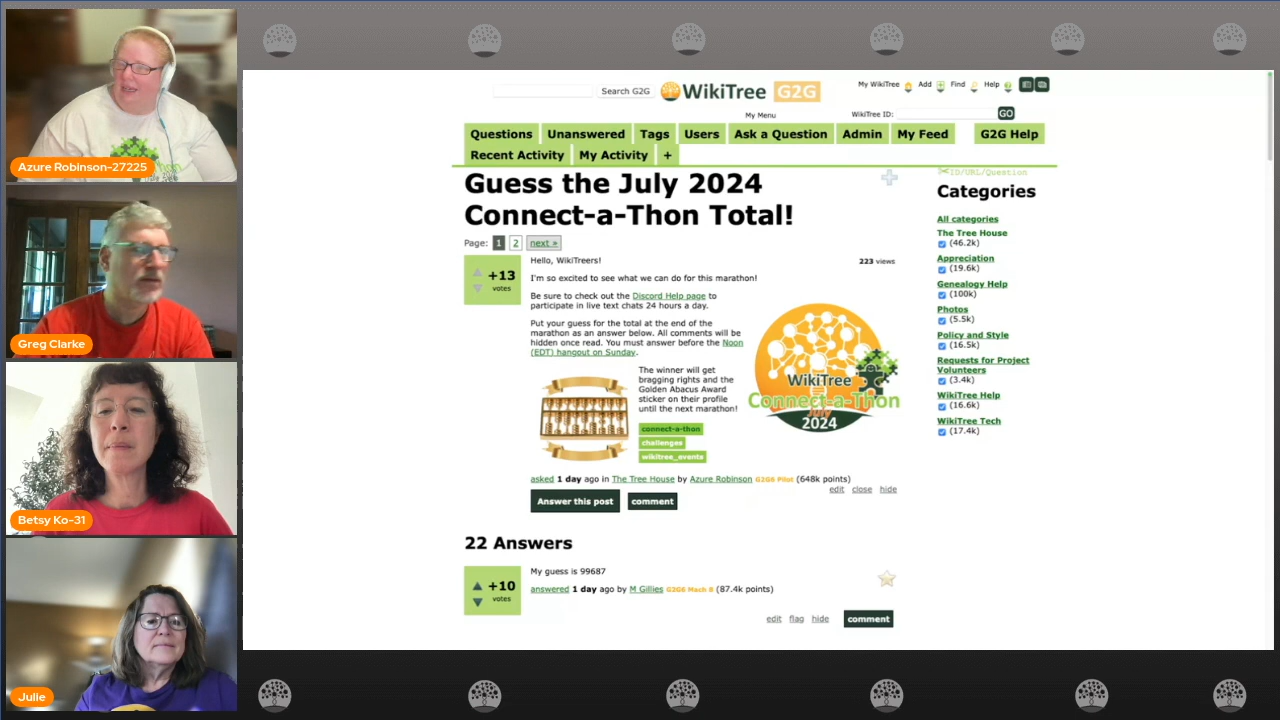 Azure Robinson-27225
Greg Clarke
Betsy Ko-31
Julie
Search G2G
WikiTree G2G
My WikiTree Add Find Help
My Menu
WikiTree ID: GO
Questions Unanswered Tags Users Ask a Question Admin My Feed G2G Help
Recent Activity My Activity +
ID/URL/Question
Guess the July 2024
Connect-a-Thon Total!
Page: 1 2 next »
+13
votes
223 views
Hello, WikiTreers!
I'm so excited to see what we can do for this marathon!
Be sure to check out the Discord Help page to
participate in live text chats 24 hours a day.
Put your guess for the total at the end of the
marathon as an answer below. All comments will be
hidden once read. You must answer before the Noon
(EDT) hangout on Sunday.
The winner will get
bragging rights and the
Golden Abacus Award
sticker on their profile
until the next marathon!
WikiTree
Connect-a-Thon
July
2024
connect-a-thon
challenges
wikitree_events
asked 1 day ago in The Tree House by Azure Robinson G2G6 Pilot (648k points)
edit close hide
Answer this post comment
22 Answers
+10
votes
My guess is 99687
answered 1 day ago by M Gillies G2G6 Mach 8 (87.4k points)
edit flag hide comment
Categories
All categories
The Tree House
(46.2k)
Appreciation
(19.6k)
Genealogy Help
(100k)
Photos
(5.5k)
Policy and Style
(16.5k)
Requests for Project
Volunteers
(3.4k)
WikiTree Help
(16.6k)
WikiTree Tech
(17.4k)